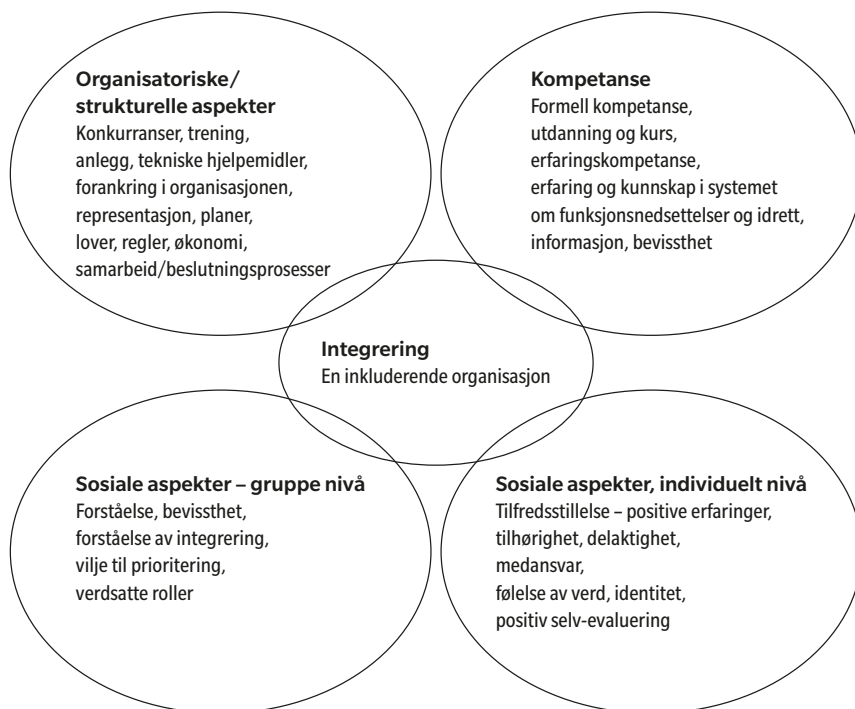 Organisatoriske/
strukturelle aspekter
Konkurranser, trening,
anlegg, tekniske hjelpemidler,
forankring i organisasjonen,
representasjon, planer,
lover, regler, økonomi,
samarbeid/beslutningsprosesser
Kompetanse
Formell kompetanse,
utdanning og kurs,
erfaringskompetanse,
erfaring og kunnskap i systemet
om funksjonsnedsettelser og idrett,
informasjon, bevissthet
Integrering
En inkluderende organisasjon
Sosiale aspekter – gruppe nivå
Forståelse, bevissthet,
forståelse av integrering,
vilje til prioritering,
verdsatte roller
Sosiale aspekter, individuelt nivå
Tilfredsstillelse – positive erfaringer,
tilhørighet, delaktighet,
medansvar,
følelse av verd, identitet,
positiv selv-evaluering